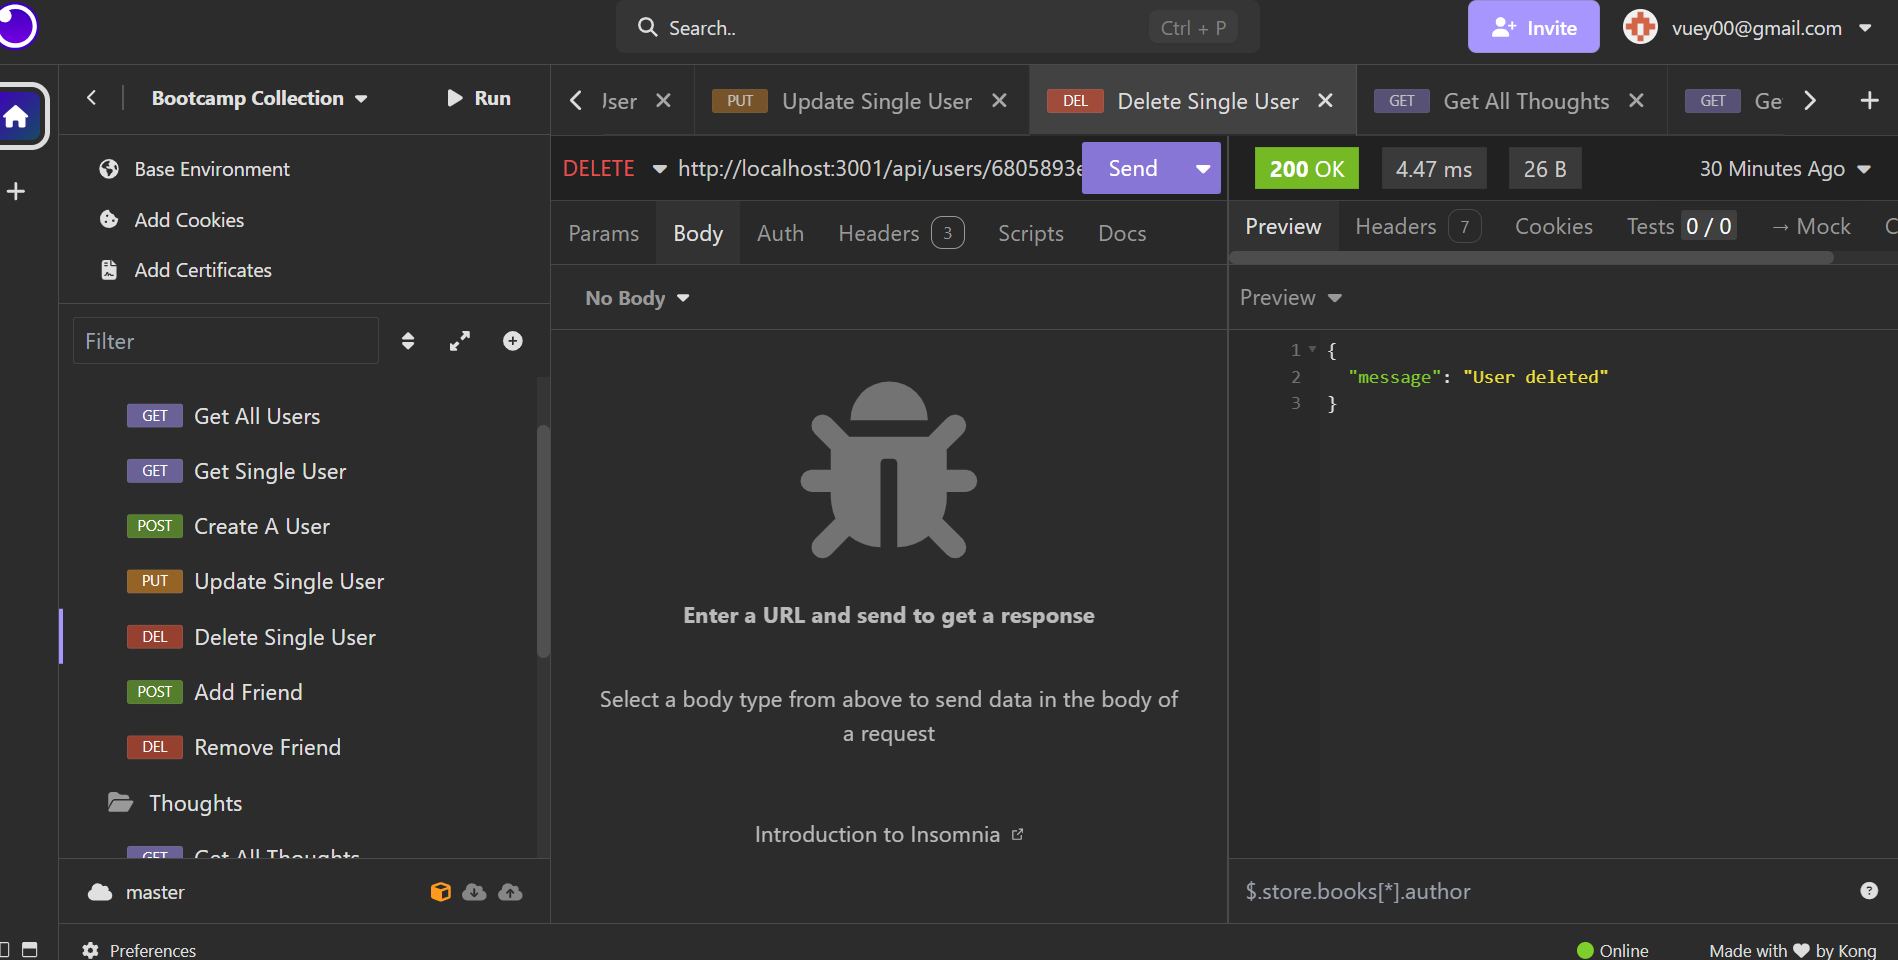 Search..
Ctrl + P
Invite
vuey00@gmail.com
Bootcamp Collection
Run
Base Environment
Add Cookies
Add Certificates
Filter
GET Get All Users
GET Get Single User
POST Create A User
PUT Update Single User
DEL Delete Single User
POST Add Friend
DEL Remove Friend
Thoughts
GET Get All Thoughts
master
Preferences
PUT Update Single User
DEL Delete Single User
GET Get All Thoughts
GET Ge
DELETE
http://localhost:3001/api/users/6805893
Send
Params
Body
Auth
Headers 3
Scripts
Docs
No Body
Enter a URL and send to get a response
Select a body type from above to send data in the body of
a request
Introduction to Insomnia
200 OK
4.47 ms
26 B
30 Minutes Ago
Preview
Headers 7
Cookies
Tests 0 / 0
→ Mock
Preview
1 {
2 "message": "User deleted"
3 }
$.store.books[*].author
Online
Made with ❤ by Kong